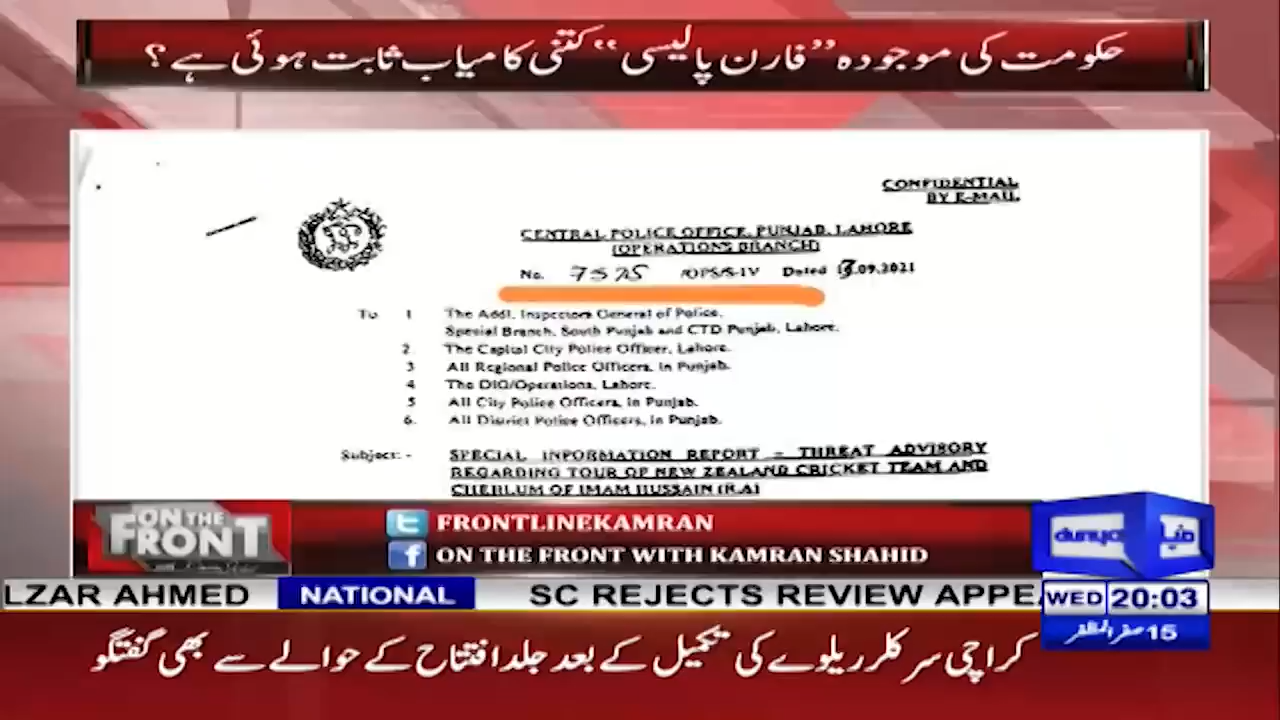 حکومت کی موجودہ “فارن پالیسی” کتنی کامیاب ثابت ہوئی ہے؟
CONFIDENTIAL
BY E-MAIL
CENTRAL POLICE OFFICE, PUNJAB, LAHORE
(OPERATIONS BRANCH)
No. 7525 /OPS/S-IV Dated .09.2021
To 1 The Addl. Inspectors General of Police,
Special Branch, South Punjab and CTD Punjab, Lahore.
2. The Capital City Police Officer, Lahore.
3 All Regional Police Officers, in Punjab.
4 The DIG/Operations, Lahore.
5 All City Police Officers, in Punjab.
6. All District Police Officers, in Punjab.
Subject: - SPECIAL INFORMATION REPORT – THREAT ADVISORY
REGARDING TOUR OF NEW ZEALAND CRICKET TEAM AND
CHEHLUM OF IMAM HUSSAIN (R.A)
ON THE
FRONT
FRONTLINEKAMRAN
ON THE FRONT WITH KAMRAN SHAHID
dunya دنیا
LZAR AHMED NATIONAL SC REJECTS REVIEW APPE
WED 20:03
15 صفر المظفر
کراچی سرکلر ریلوے کی تکمیل کے بعد جلد افتتاح کے حوالے سے بھی گفتگو